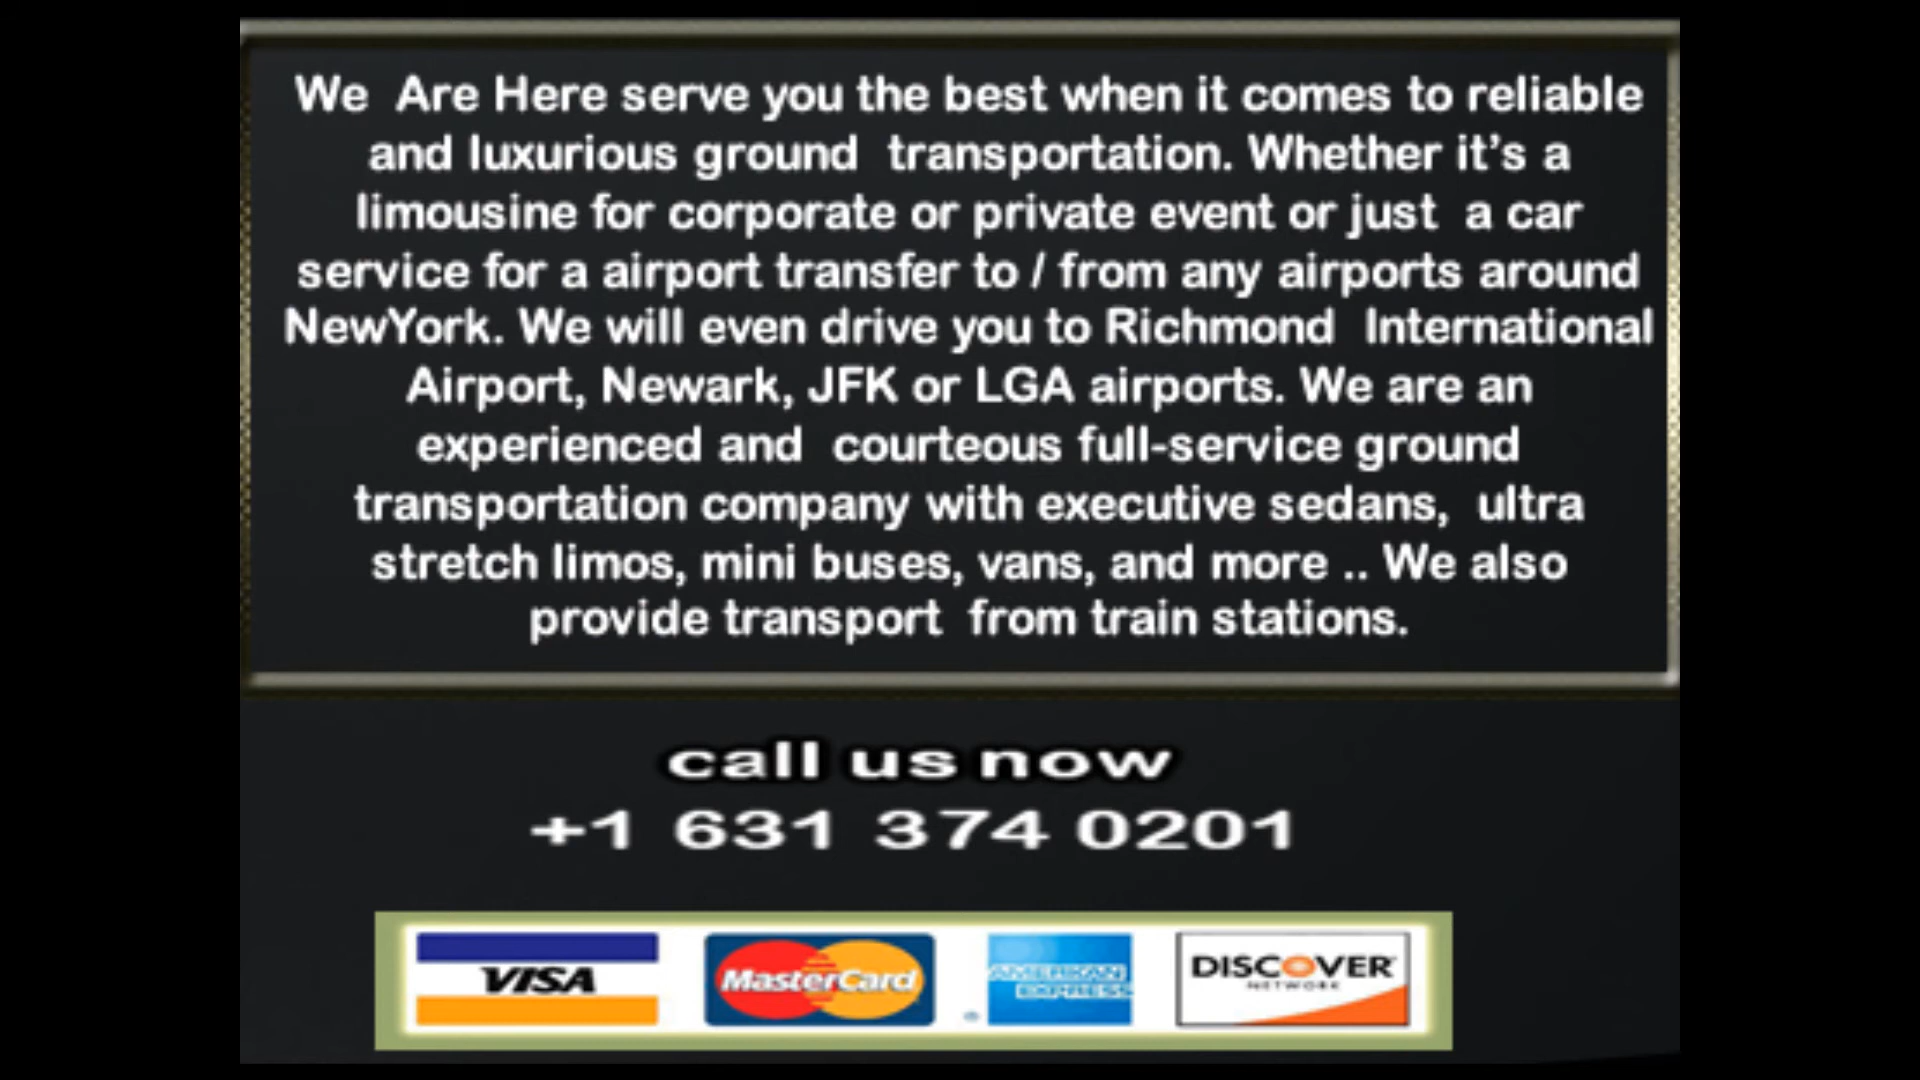 We Are Here serve you the best when it comes to reliable
and luxurious ground transportation. Whether it’s a
limousine for corporate or private event or just a car
service for a airport transfer to / from any airports around
NewYork. We will even drive you to Richmond International
Airport, Newark, JFK or LGA airports. We are an
experienced and courteous full-service ground
transportation company with executive sedans, ultra
stretch limos, mini buses, vans, and more .. We also
provide transport from train stations.
call us now
+1 631 374 0201
VISA MasterCard AMERICAN EXPRESS DISCOVER NETWORK